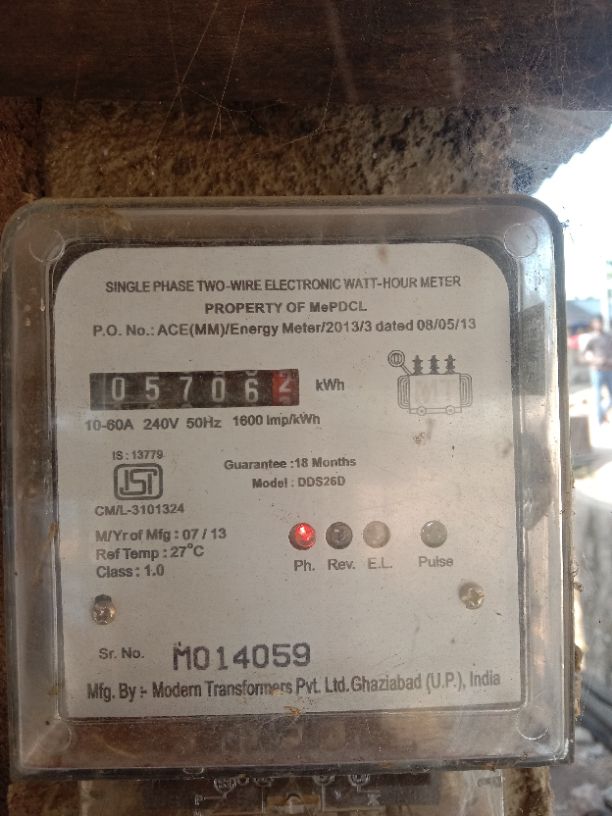 SINGLE PHASE TWO-WIRE ELECTRONIC WATT-HOUR METER
PROPERTY OF MePDCL
P.O. No.: ACE(MM)/Energy Meter/2013/3 dated 08/05/13
057062 kWh
MT
10-60A 240V 50Hz 1600 Imp/kWh
IS : 13779
ISI
CM/L-3101324
Guarantee :18 Months
Model : DDS26D
M/Yr of Mfg : 07 / 13
Ref Temp : 27°C
Class : 1.0
Ph. Rev. E.L. Pulse
Sr. No. M014059
Mfg. By :- Modern Transformers Pvt. Ltd. Ghaziabad (U.P.), India